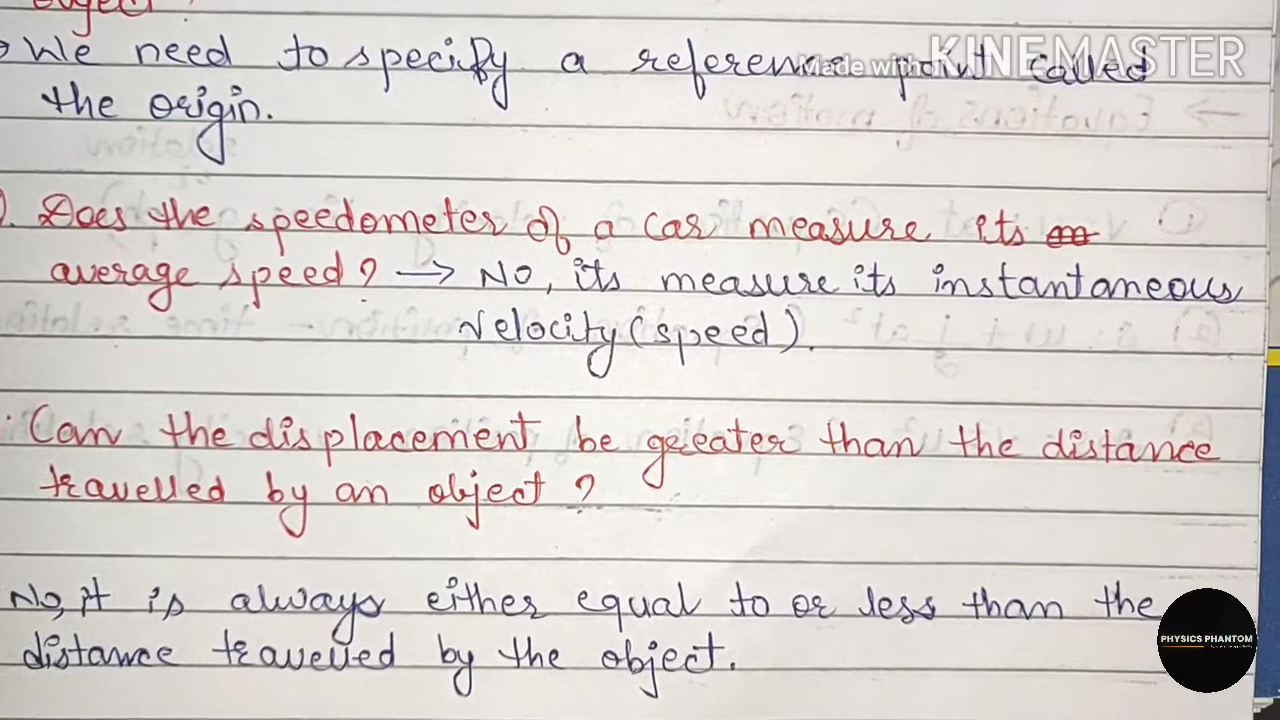 object
We need to specify a reference point called
Made with KINEMASTER
the origin.
Does the speedometer of a car measure its
average speed? → No, its measure its instantaneous
Velocity (speed).
Can the displacement be greater than the distance
travelled by an object?
No, it is always either equal to or less than the
distance travelled by the object.
PHYSICS PHANTOM